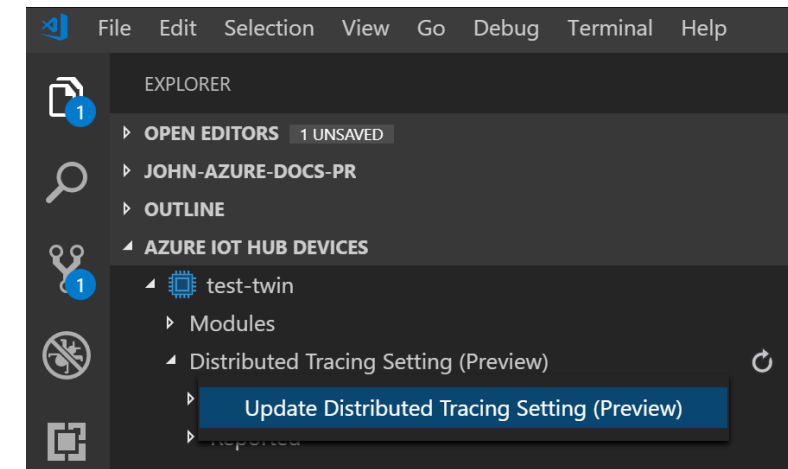 File Edit Selection View Go Debug Terminal Help
EXPLORER
1
OPEN EDITORS 1 UNSAVED
JOHN-AZURE-DOCS-PR
OUTLINE
AZURE IOT HUB DEVICES
1
test-twin
Modules
Distributed Tracing Setting (Preview)
Update Distributed Tracing Setting (Preview)
Reported